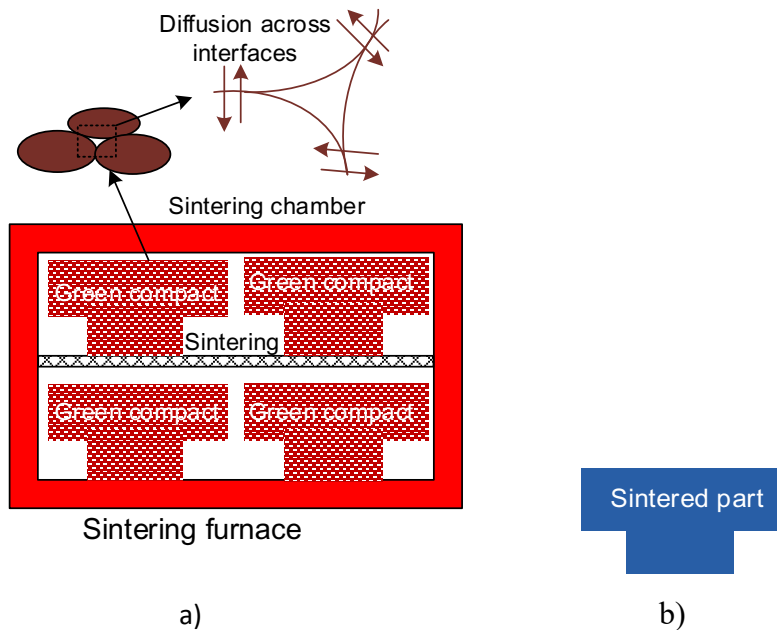 Diffusion across
interfaces
Sintering chamber
Green compact
Green compact
Sintering
Green compact
Green compact
Sintering furnace
Sintered part
a)
b)